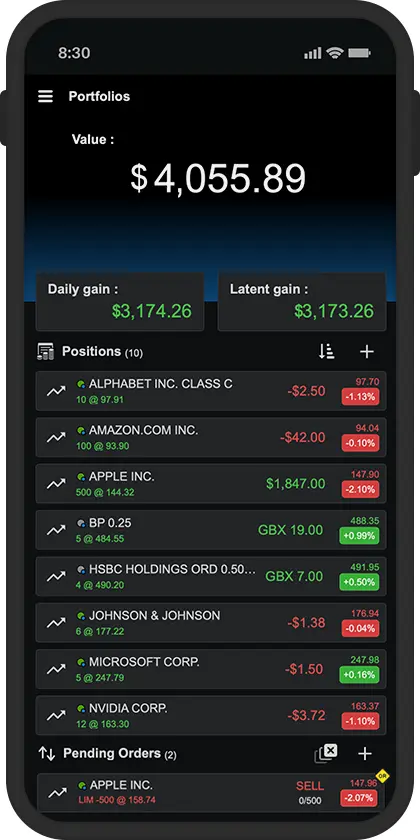 8:30
Portfolios
Value :
$4,055.89
Daily gain :
$3,174.26
Latent gain :
$3,173.26
Positions (10)
ALPHABET INC. CLASS C
10 @ 97.91
-$2.50
97.70
-1.13%
AMAZON.COM INC.
100 @ 93.90
-$42.00
94.04
-0.10%
APPLE INC.
500 @ 144.32
$1,847.00
147.90
-2.10%
BP 0.25
5 @ 484.55
GBX 19.00
488.35
+0.99%
HSBC HOLDINGS ORD 0.50...
4 @ 490.20
GBX 7.00
491.95
+0.50%
JOHNSON & JOHNSON
6 @ 177.22
-$1.38
176.94
-0.04%
MICROSOFT CORP.
5 @ 247.79
-$1.50
247.98
+0.16%
NVIDIA CORP.
12 @ 163.30
-$3.72
163.37
-1.10%
Pending Orders (2)
APPLE INC.
LIM -500 @ 158.74
SELL
0/500
147.96
-2.07%
OR